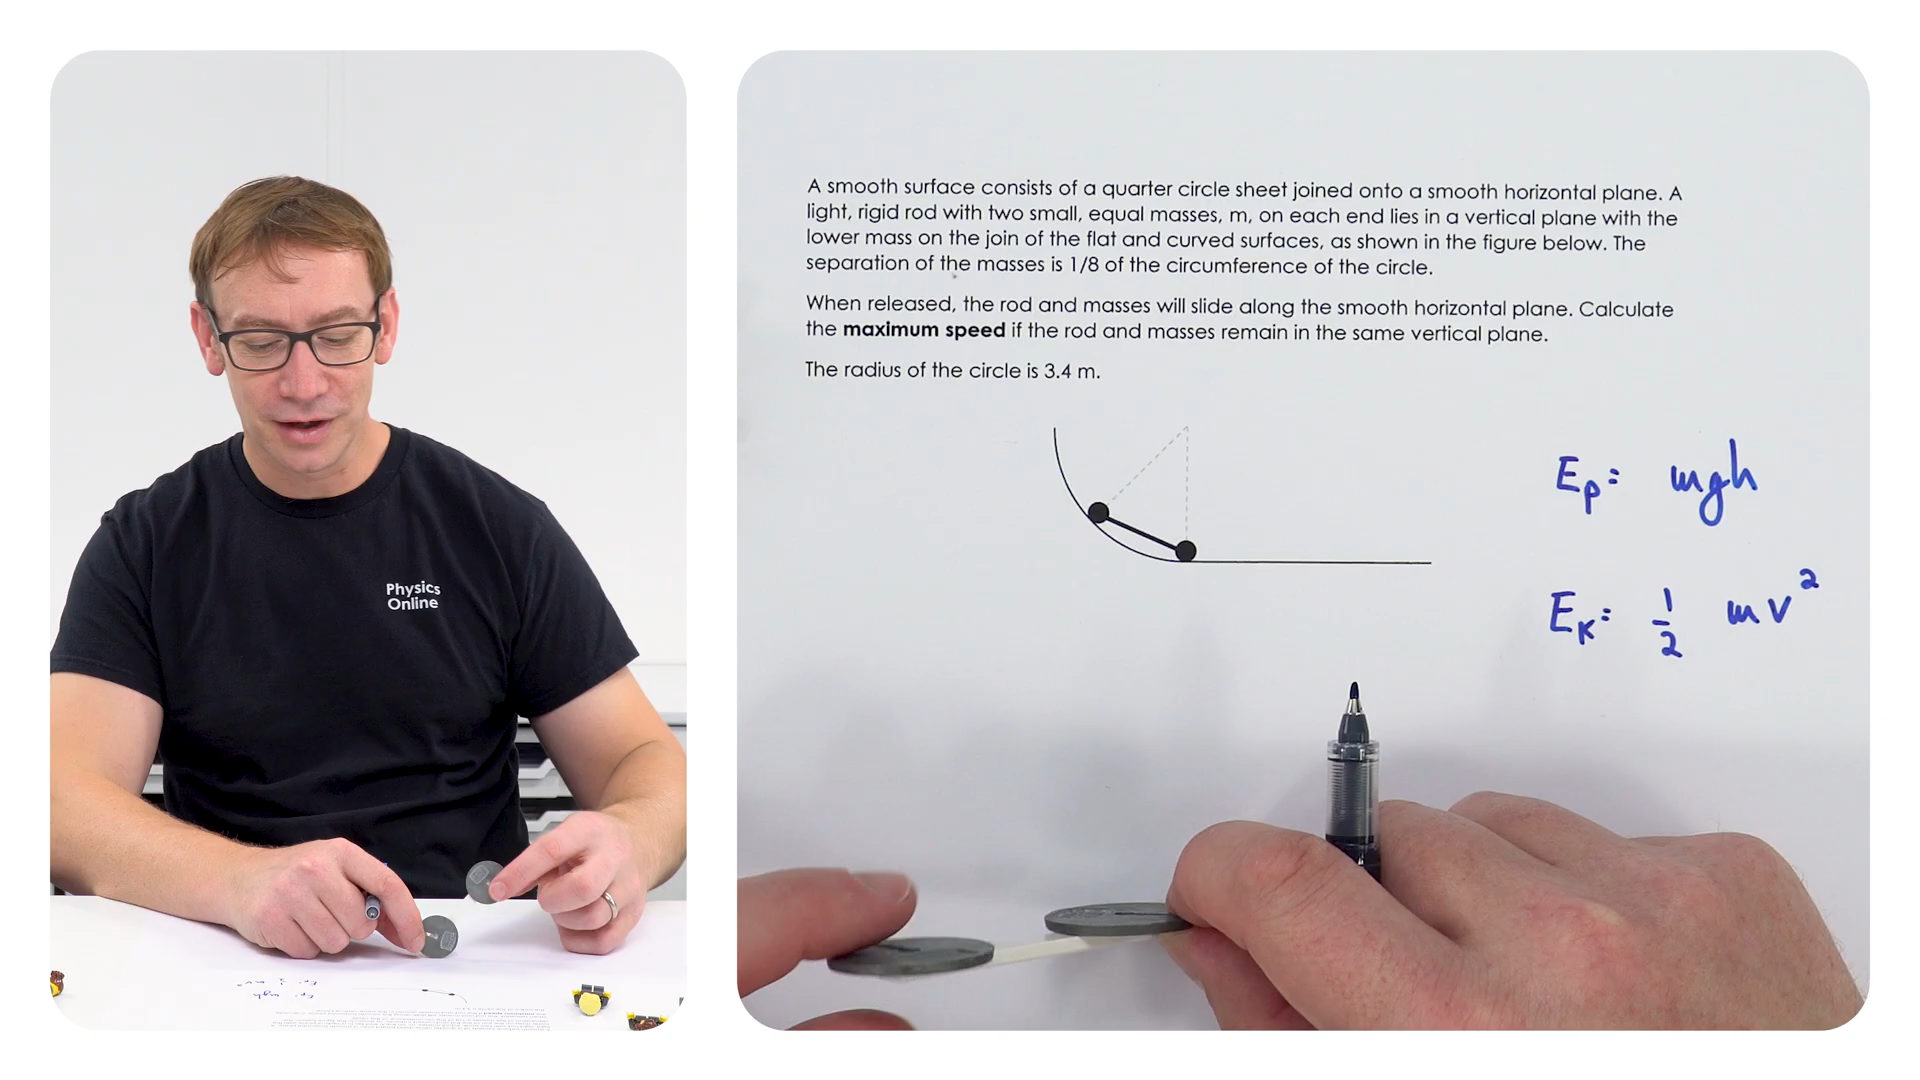 Physics
Online
A smooth surface consists of a quarter circle sheet joined onto a smooth horizontal plane. A
light, rigid rod with two small, equal masses, m, on each end lies in a vertical plane with the
lower mass on the join of the flat and curved surfaces, as shown in the figure below. The
separation of the masses is 1/8 of the circumference of the circle.
When released, the rod and masses will slide along the smooth horizontal plane. Calculate
the maximum speed if the rod and masses remain in the same vertical plane.
The radius of the circle is 3.4 m.
Ep: mgh
EK: 1/2 mv²